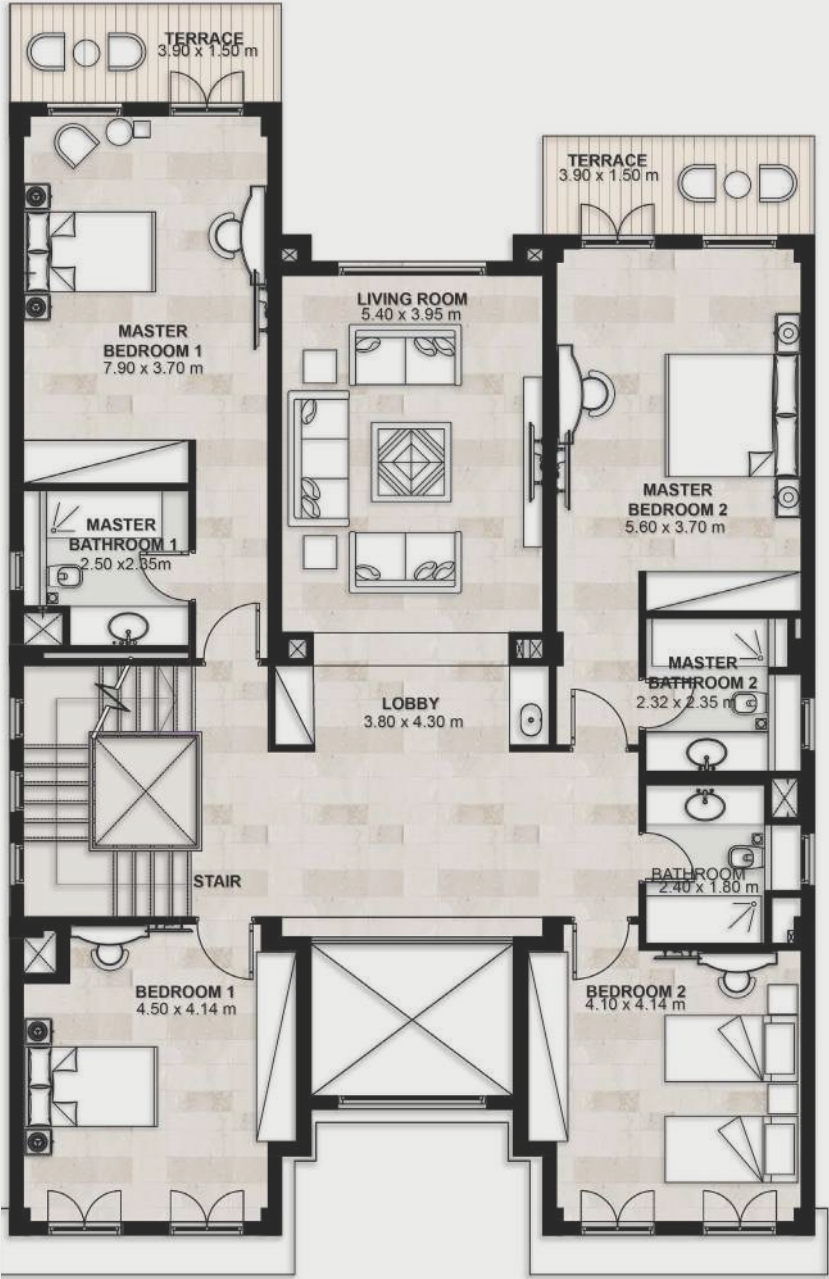 TERRACE
3.90 x 1.50 m
TERRACE
3.90 x 1.50 m
LIVING ROOM
5.40 x 3.95 m
MASTER
BEDROOM 1
7.90 x 3.70 m
MASTER
BEDROOM 2
5.60 x 3.70 m
MASTER
BATHROOM 1
2.50 x2.35m
MASTER
BATHROOM 2
2.32 x 2.35 m
LOBBY
3.80 x 4.30 m
STAIR
BATHROOM
2.40 x 1.80 m
BEDROOM 1
4.50 x 4.14 m
BEDROOM 2
4.10 x 4.14 m